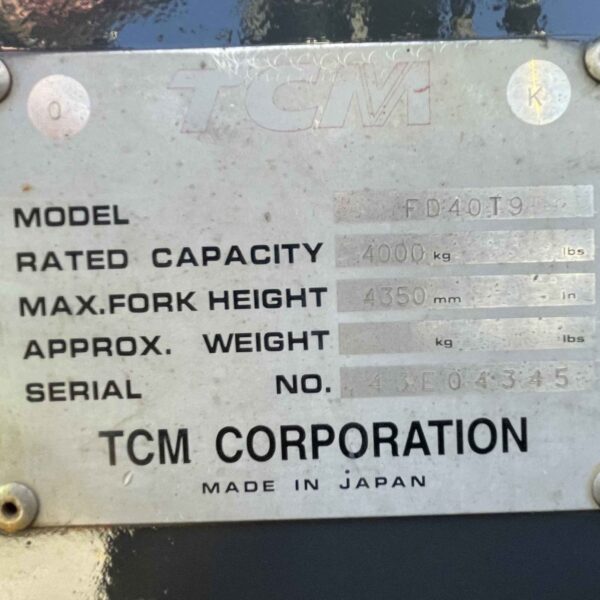 O TCM K
MODEL FD40T9
RATED CAPACITY 4000 kg lbs
MAX.FORK HEIGHT 4350 mm in
APPROX. WEIGHT kg lbs
SERIAL NO. 43E04345
TCM CORPORATION
MADE IN JAPAN